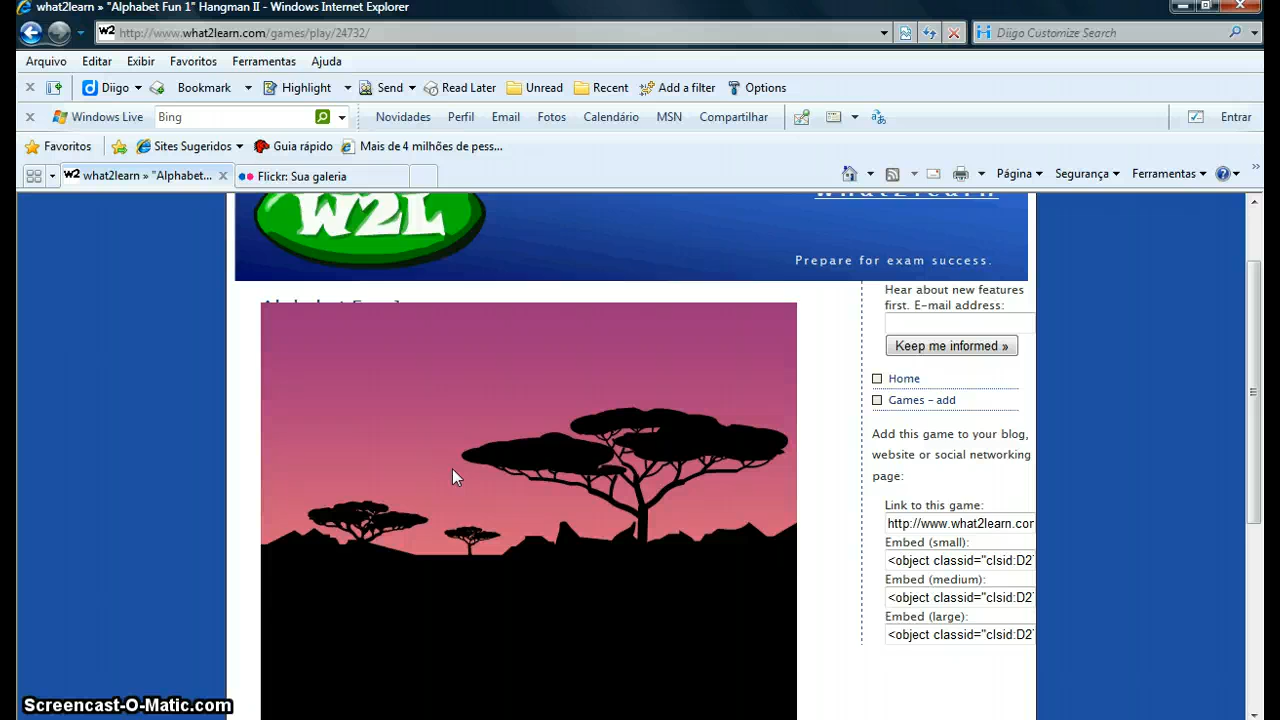 what2learn » "Alphabet Fun 1" Hangman II - Windows Internet Explorer
http://www.what2learn.com/games/play/24732/
Diigo Customize Search
Arquivo Editar Exibir Favoritos Ferramentas Ajuda
Diigo Bookmark Highlight Send Read Later Unread Recent Add a filter Options
Windows Live Bing Novidades Perfil Email Fotos Calendário MSN Compartilhar Entrar
Favoritos Sites Sugeridos Guia rápido Mais de 4 milhões de pess...
w2 what2learn » "Alphabet... Flickr: Sua galeria Página Segurança Ferramentas
W2L
what2learn
Prepare for exam success.
Hear about new features
first. E-mail address:
Keep me informed »
Home
Games – add
Add this game to your blog,
website or social networking
page:
Link to this game:
http://www.what2learn.cor
Embed (small):
<object classid="clsid:D2
Embed (medium):
<object classid="clsid:D2
Embed (large):
<object classid="clsid:D2
Screencast-O-Matic.com